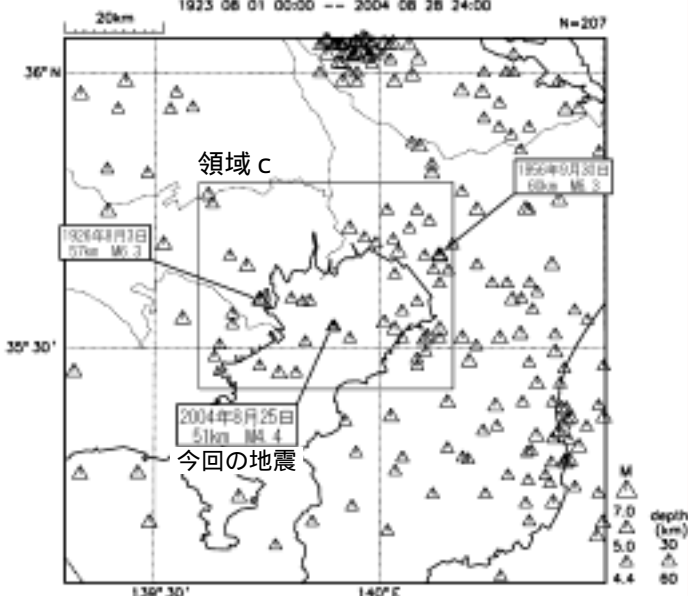 1923 08 01 00:00 -- 2004 08 28 24:00
20km
N=207
36°N
領域 c
1956年9月30日
60km M6.3
1926年8月3日
57km M6.3
35°30'
2004年8月25日
51km M4.4
今回の地震
M
7.0
5.0
4.4
depth
(km)
30
60
139°30'
140°E